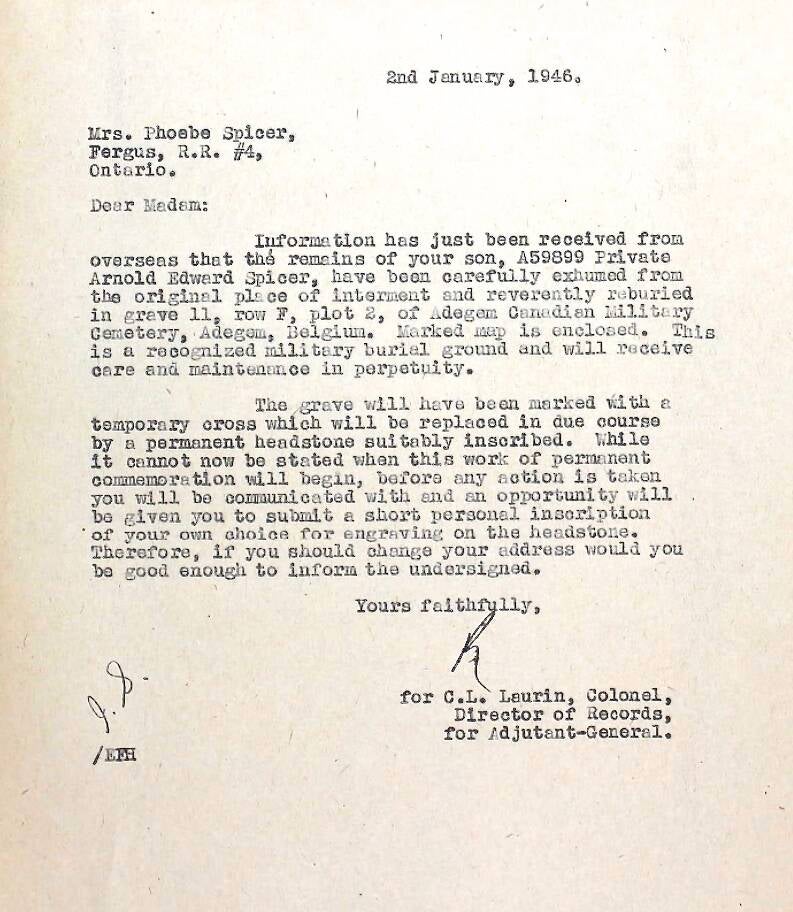 2nd January, 1946.
Mrs. Phoebe Spicer,
Fergus, R.R. #4,
Ontario.
Dear Madam:
Information has just been received from
overseas that the remains of your son, A59899 Private
Arnold Edward Spicer, have been carefully exhumed from
the original place of interment and reverently reburied
in grave 11, row F, plot 2, of Adegem Canadian Military
Cemetery, Adegem, Belgium. Marked map is enclosed. This
is a recognized military burial ground and will receive
care and maintenance in perpetuity.
The grave will have been marked with a
temporary cross which will be replaced in due course
by a permanent headstone suitably inscribed. While
it cannot now be stated when this work of permanent
commemoration will begin, before any action is taken
you will be communicated with and an opportunity will
be given you to submit a short personal inscription
of your own choice for engraving on the headstone.
Therefore, if you should change your address would you
be good enough to inform the undersigned.
Yours faithfully,
for C.L. Laurin, Colonel,
Director of Records,
for Adjutant-General.
/EFH